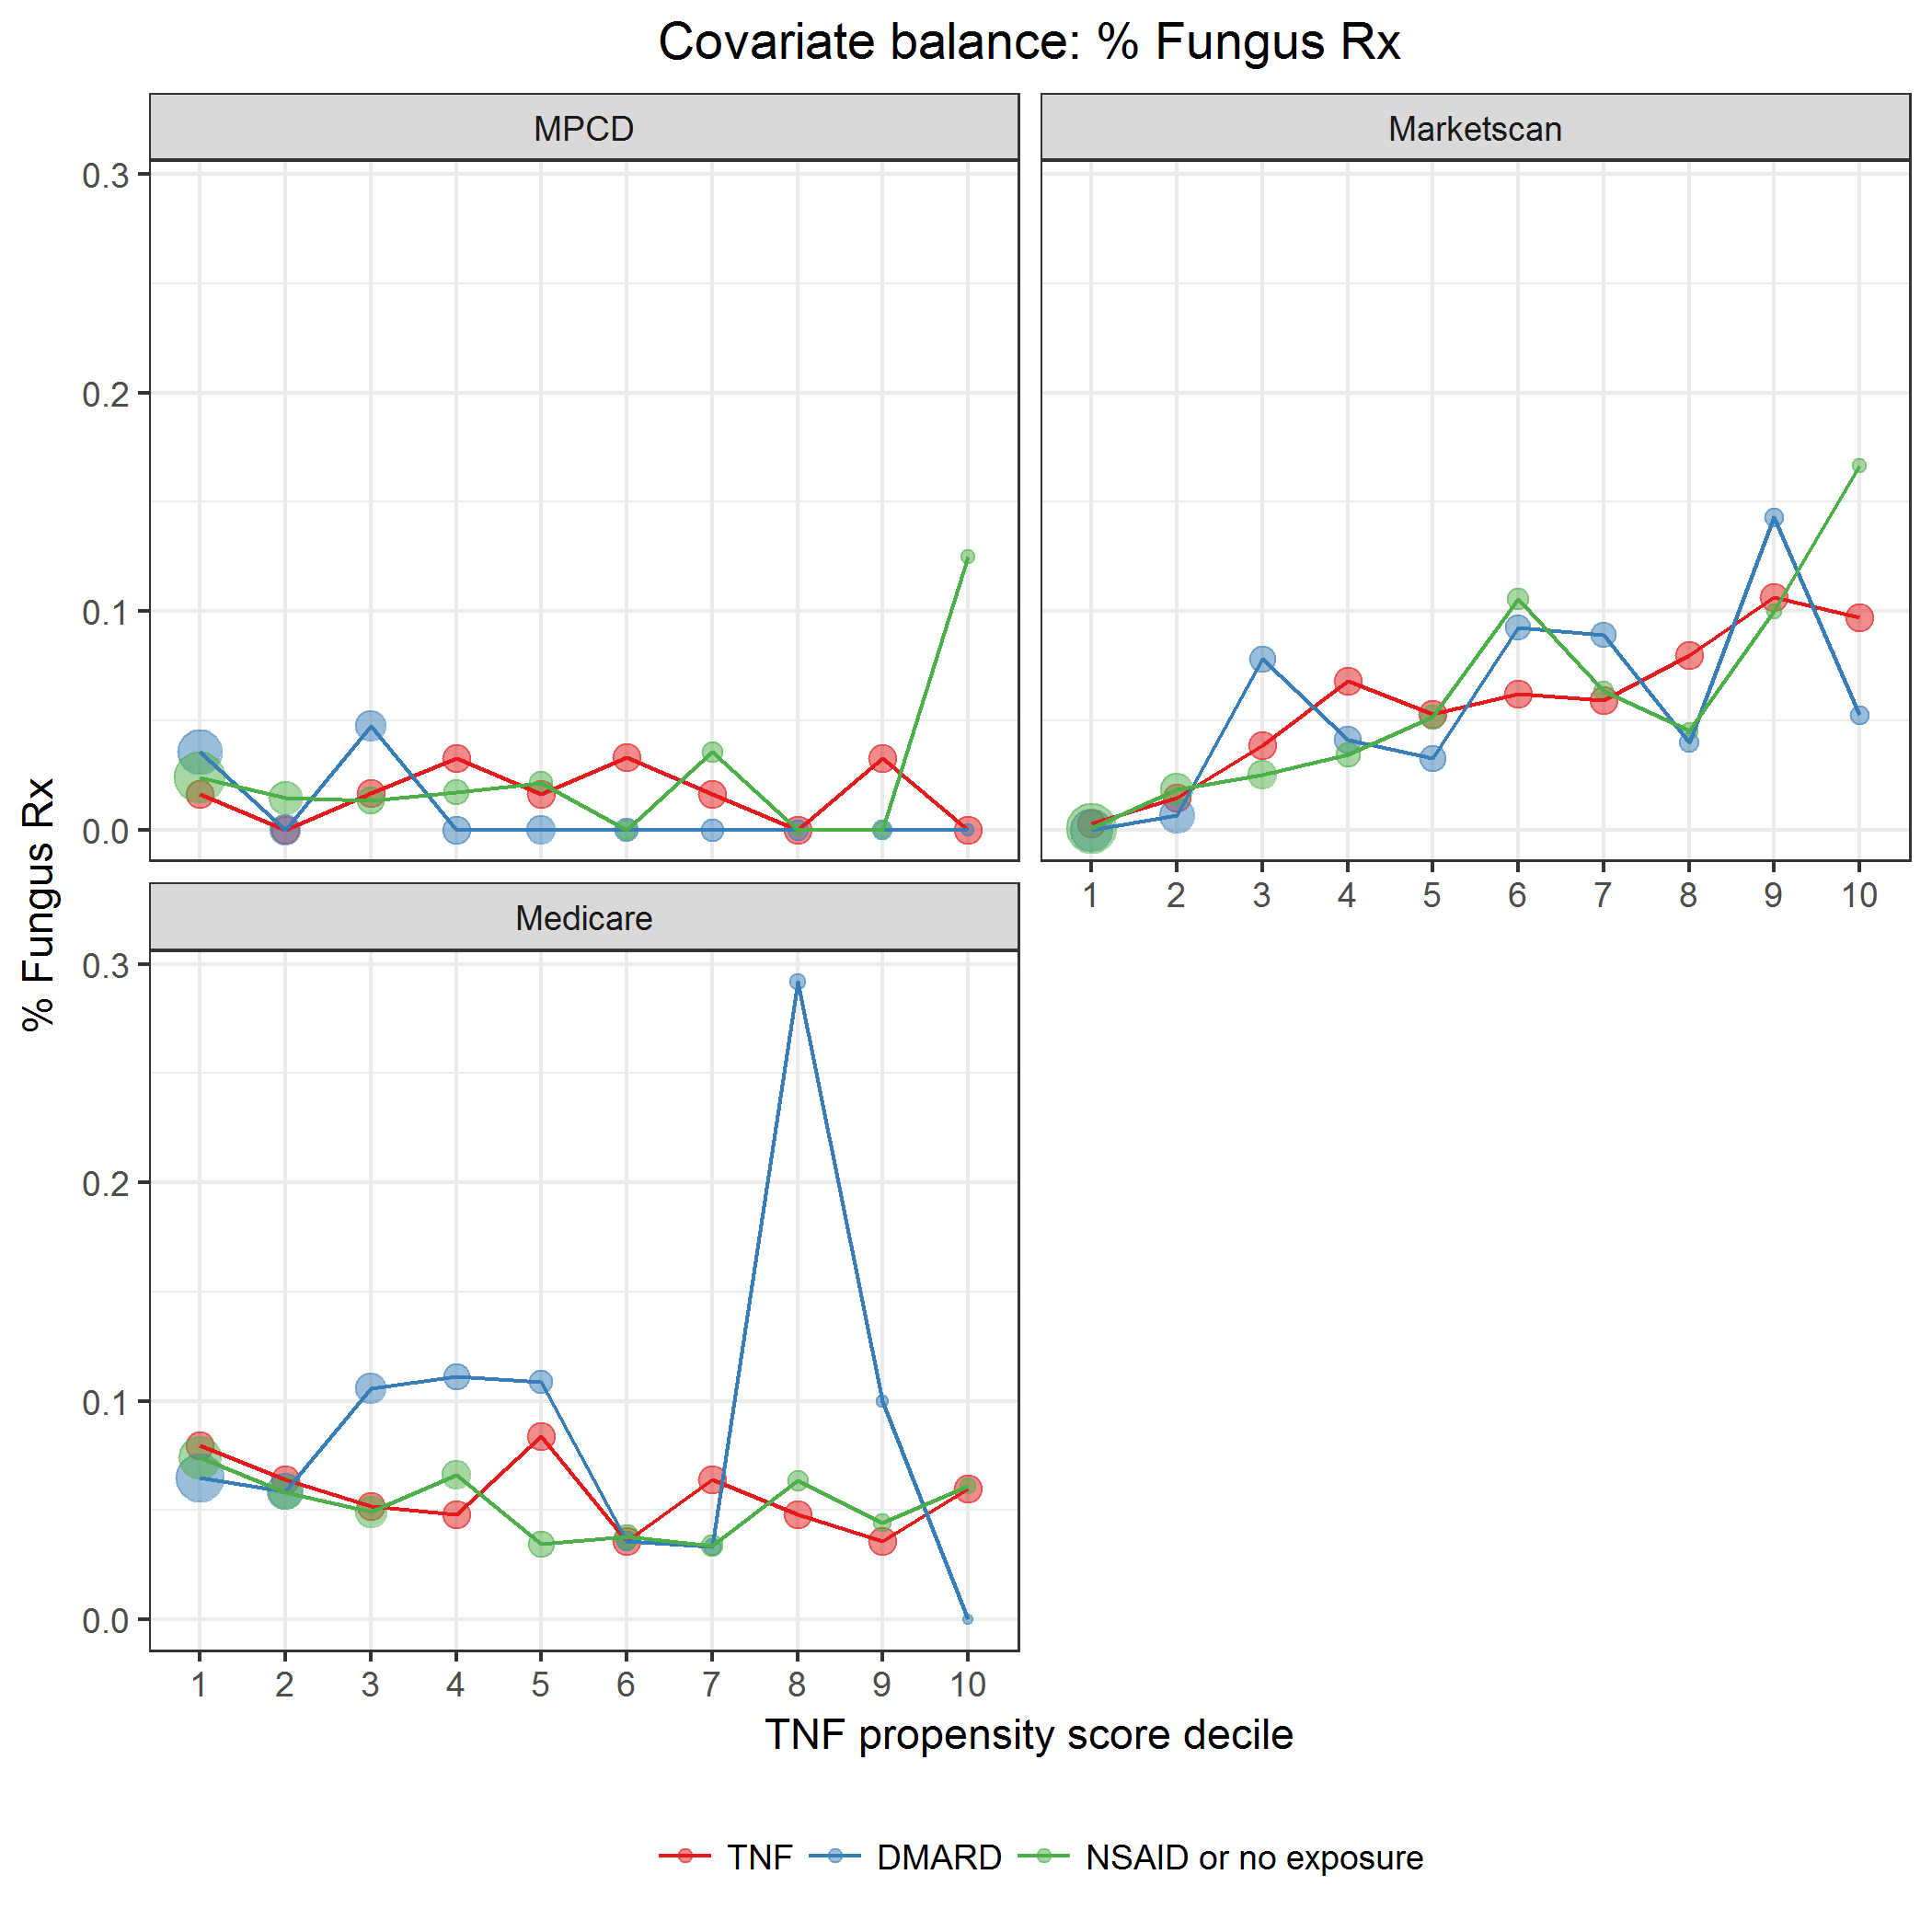 Covariate balance: % Fungus Rx
MPCD
Marketscan
0.3
0.2
0.1
0.0
1 2 3 4 5 6 7 8 9 10
% Fungus Rx
Medicare
0.3
0.2
0.1
0.0
1 2 3 4 5 6 7 8 9 10
TNF propensity score decile
TNF DMARD NSAID or no exposure